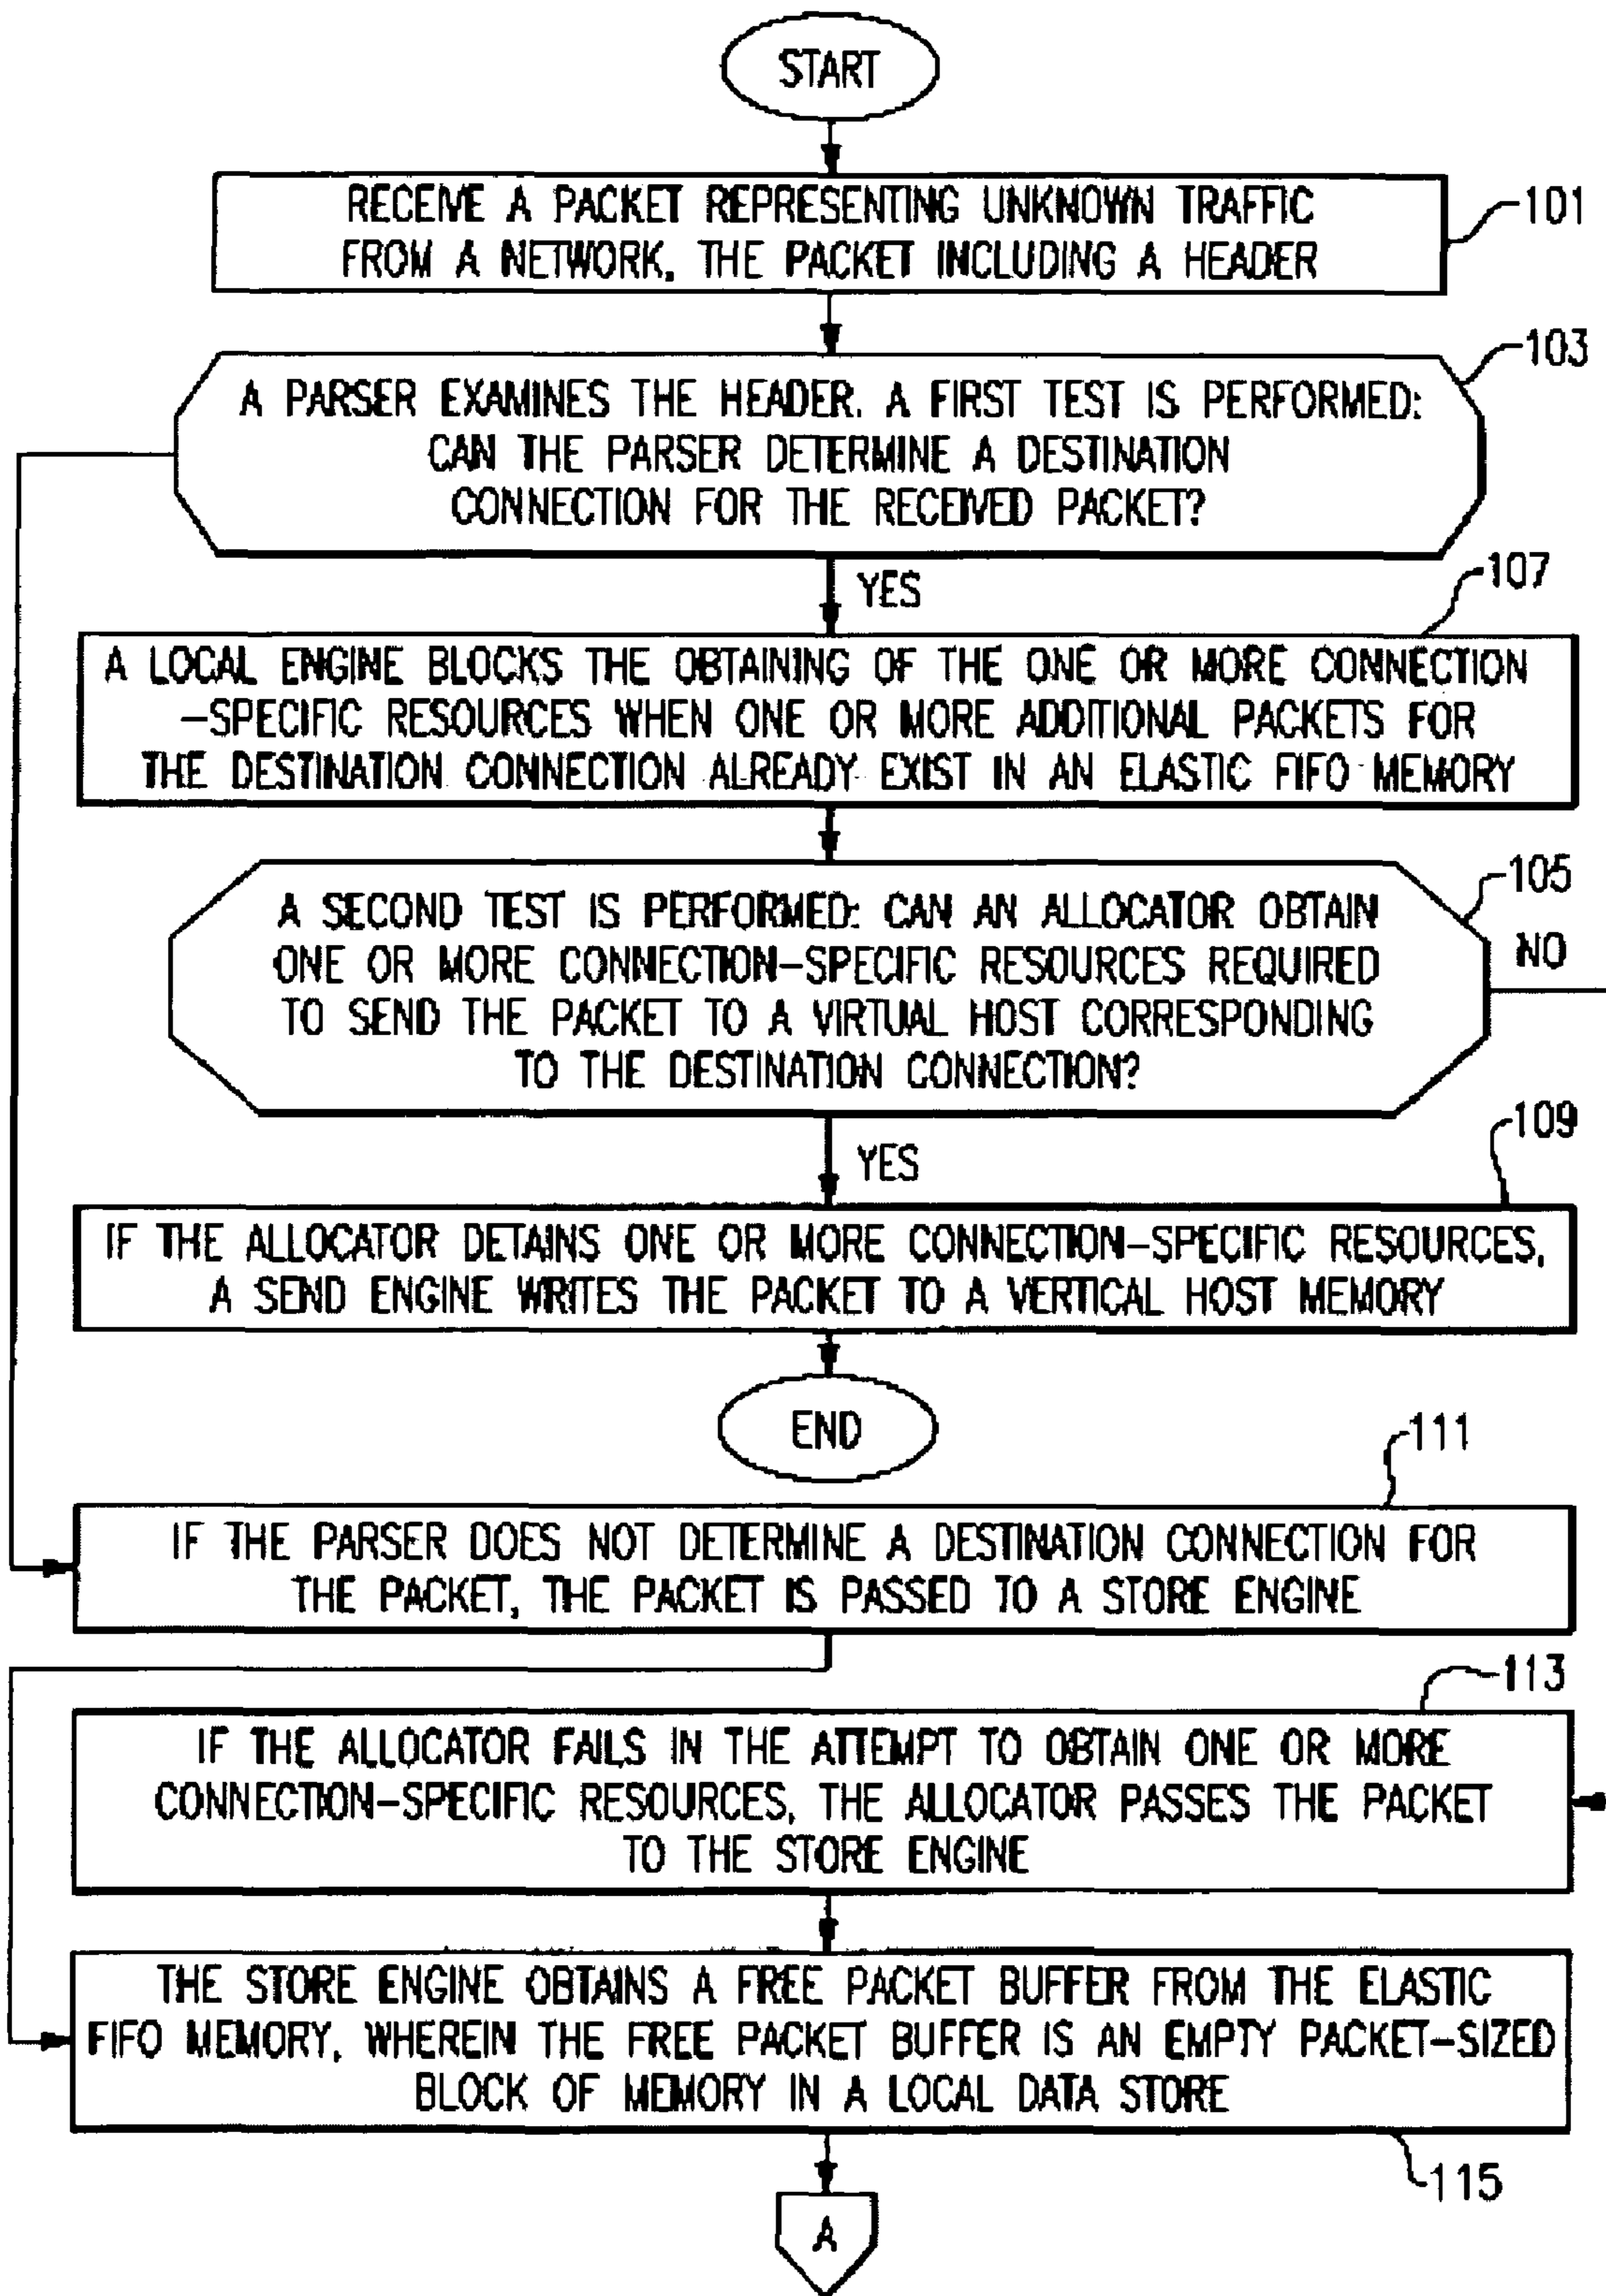 START
RECEIVE A PACKET REPRESENTING UNKNOWN TRAFFIC
FROM A NETWORK, THE PACKET INCLUDING A HEADER
101
A PARSER EXAMINES THE HEADER. A FIRST TEST IS PERFORMED:
CAN THE PARSER DETERMINE A DESTINATION
CONNECTION FOR THE RECEIVED PACKET?
103
YES
107
A LOCAL ENGINE BLOCKS THE OBTAINING OF THE ONE OR MORE CONNECTION
-SPECIFIC RESOURCES WHEN ONE OR MORE ADDITIONAL PACKETS FOR
THE DESTINATION CONNECTION ALREADY EXIST IN AN ELASTIC FIFO MEMORY
105
A SECOND TEST IS PERFORMED: CAN AN ALLOCATOR OBTAIN
ONE OR MORE CONNECTION-SPECIFIC RESOURCES REQUIRED
TO SEND THE PACKET TO A VIRTUAL HOST CORRESPONDING
TO THE DESTINATION CONNECTION?
NO
YES
109
IF THE ALLOCATOR DETAINS ONE OR MORE CONNECTION-SPECIFIC RESOURCES,
A SEND ENGINE WRITES THE PACKET TO A VERTICAL HOST MEMORY
END
111
IF THE PARSER DOES NOT DETERMINE A DESTINATION CONNECTION FOR
THE PACKET, THE PACKET IS PASSED TO A STORE ENGINE
113
IF THE ALLOCATOR FAILS IN THE ATTEMPT TO OBTAIN ONE OR MORE
CONNECTION-SPECIFIC RESOURCES, THE ALLOCATOR PASSES THE PACKET
TO THE STORE ENGINE
THE STORE ENGINE OBTAINS A FREE PACKET BUFFER FROM THE ELASTIC
FIFO MEMORY, WHEREIN THE FREE PACKET BUFFER IS AN EMPTY PACKET-SIZED
BLOCK OF MEMORY IN A LOCAL DATA STORE
115
A